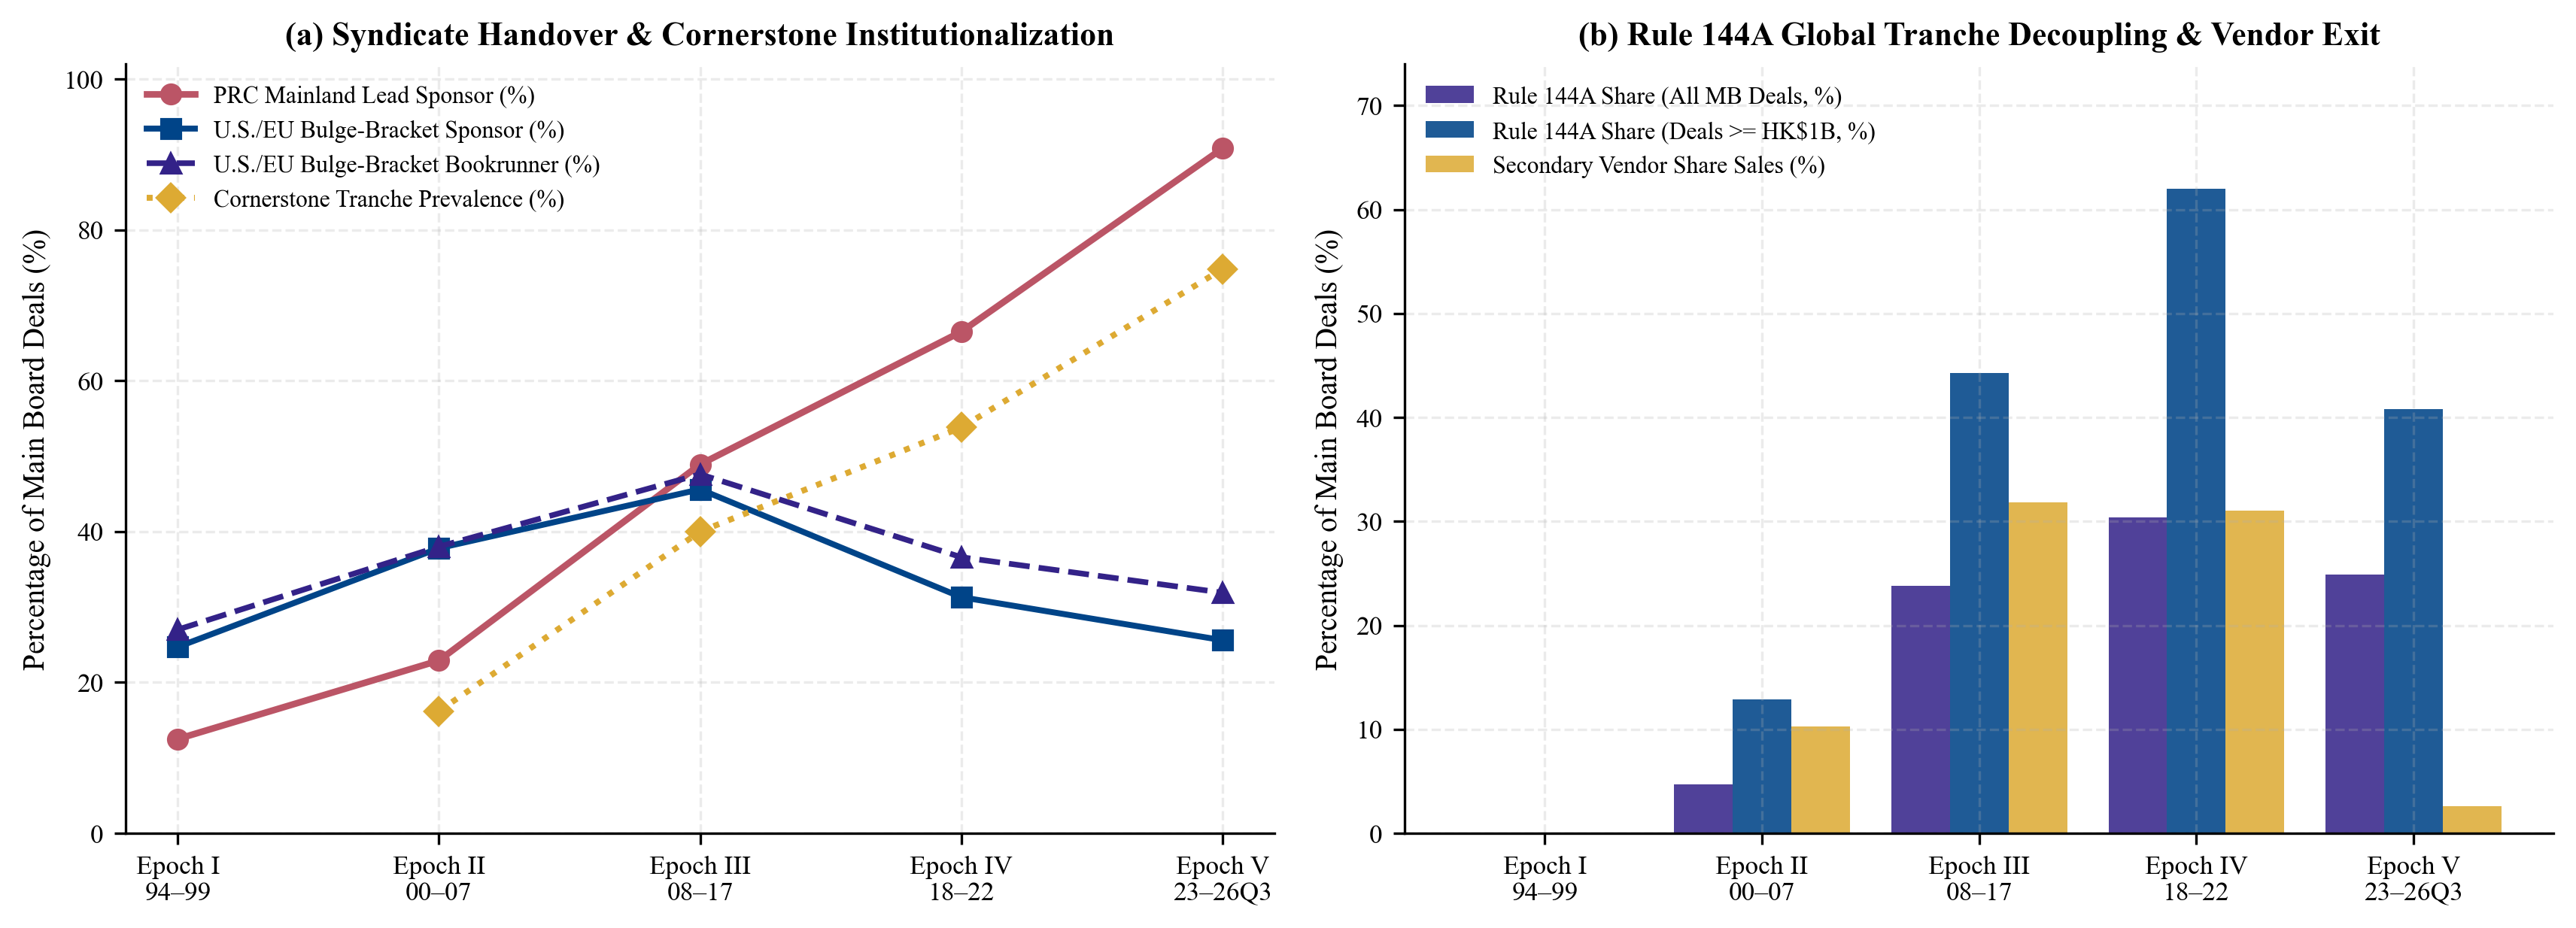 (a) Syndicate Handover & Cornerstone Institutionalization
PRC Mainland Lead Sponsor (%)
U.S./EU Bulge-Bracket Sponsor (%)
U.S./EU Bulge-Bracket Bookrunner (%)
Cornerstone Tranche Prevalence (%)
Percentage of Main Board Deals (%)
100
80
60
40
20
0
Epoch I
94–99
Epoch II
00–07
Epoch III
08–17
Epoch IV
18–22
Epoch V
23–26Q3
(b) Rule 144A Global Tranche Decoupling & Vendor Exit
Rule 144A Share (All MB Deals, %)
Rule 144A Share (Deals >= HK$1B, %)
Secondary Vendor Share Sales (%)
Percentage of Main Board Deals (%)
70
60
50
40
30
20
10
0
Epoch I
94–99
Epoch II
00–07
Epoch III
08–17
Epoch IV
18–22
Epoch V
23–26Q3